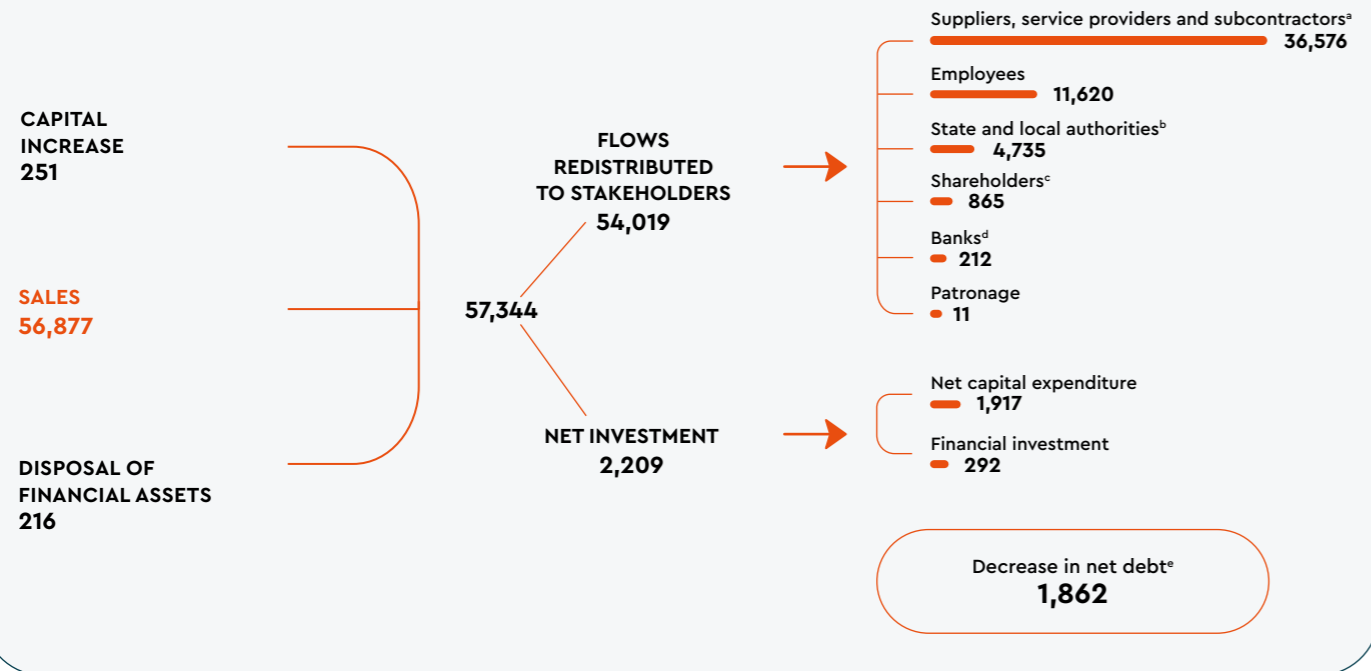 CAPITAL
INCREASE
251
SALES
56,877
DISPOSAL OF
FINANCIAL ASSETS
216
57,344
FLOWS
REDISTRIBUTED
TO STAKEHOLDERS
54,019
NET INVESTMENT
2,209
Suppliers, service providers and subcontractorsᵃ
36,576
Employees
11,620
State and local authoritiesᵇ
4,735
Shareholdersᶜ
865
Banksᵈ
212
Patronage
11
Net capital expenditure
1,917
Financial investment
292
Decrease in net debtᵉ
1,862